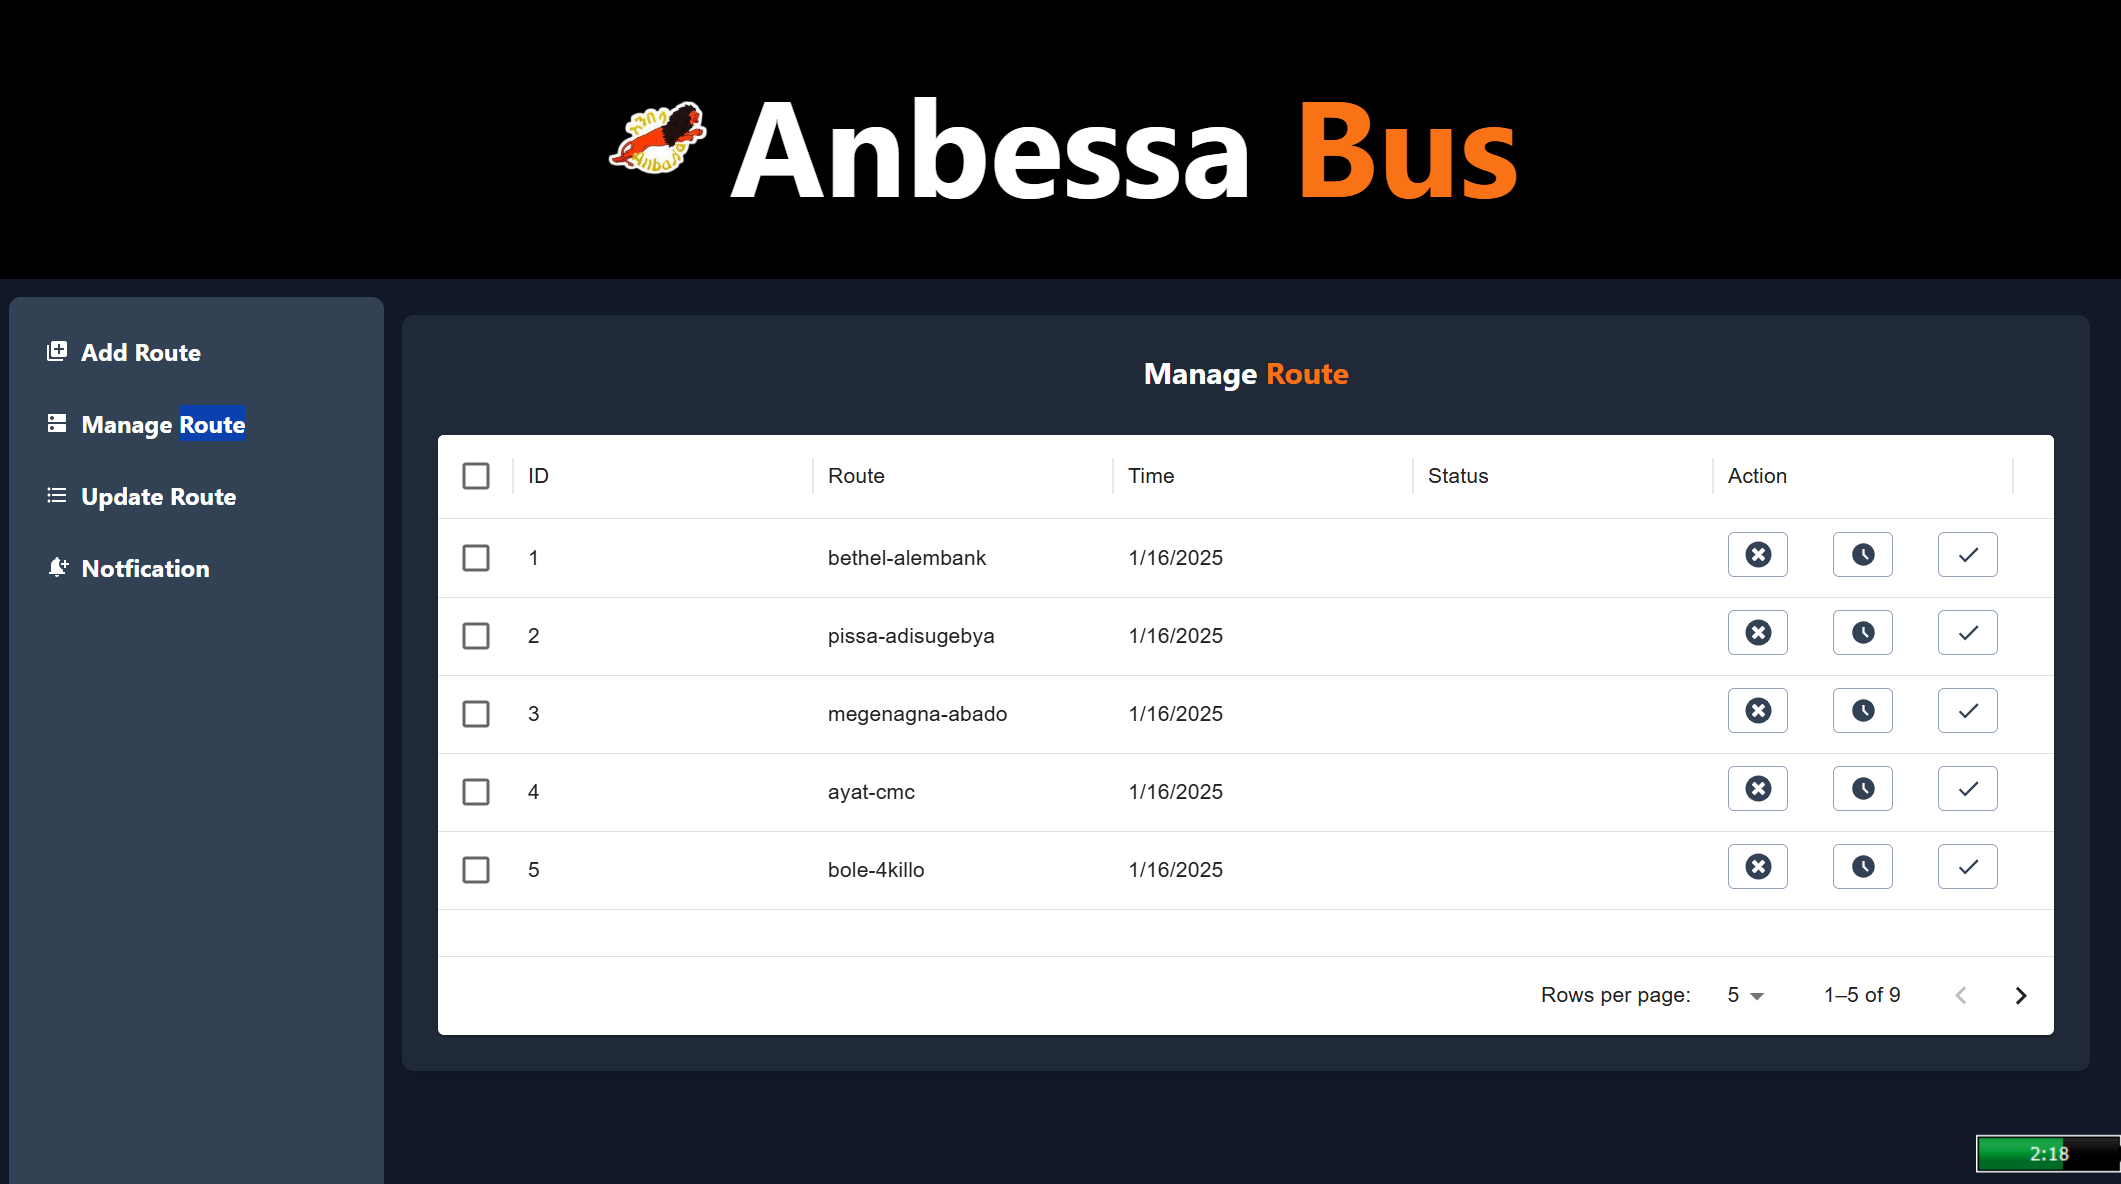 Anbessa Bus
Add Route
Manage Route
Update Route
Notfication
Manage Route
ID Route Time Status Action
1 bethel-alembank 1/16/2025
2 pissa-adisugebya 1/16/2025
3 megenagna-abado 1/16/2025
4 ayat-cmc 1/16/2025
5 bole-4killo 1/16/2025
Rows per page: 5 1–5 of 9
2:18